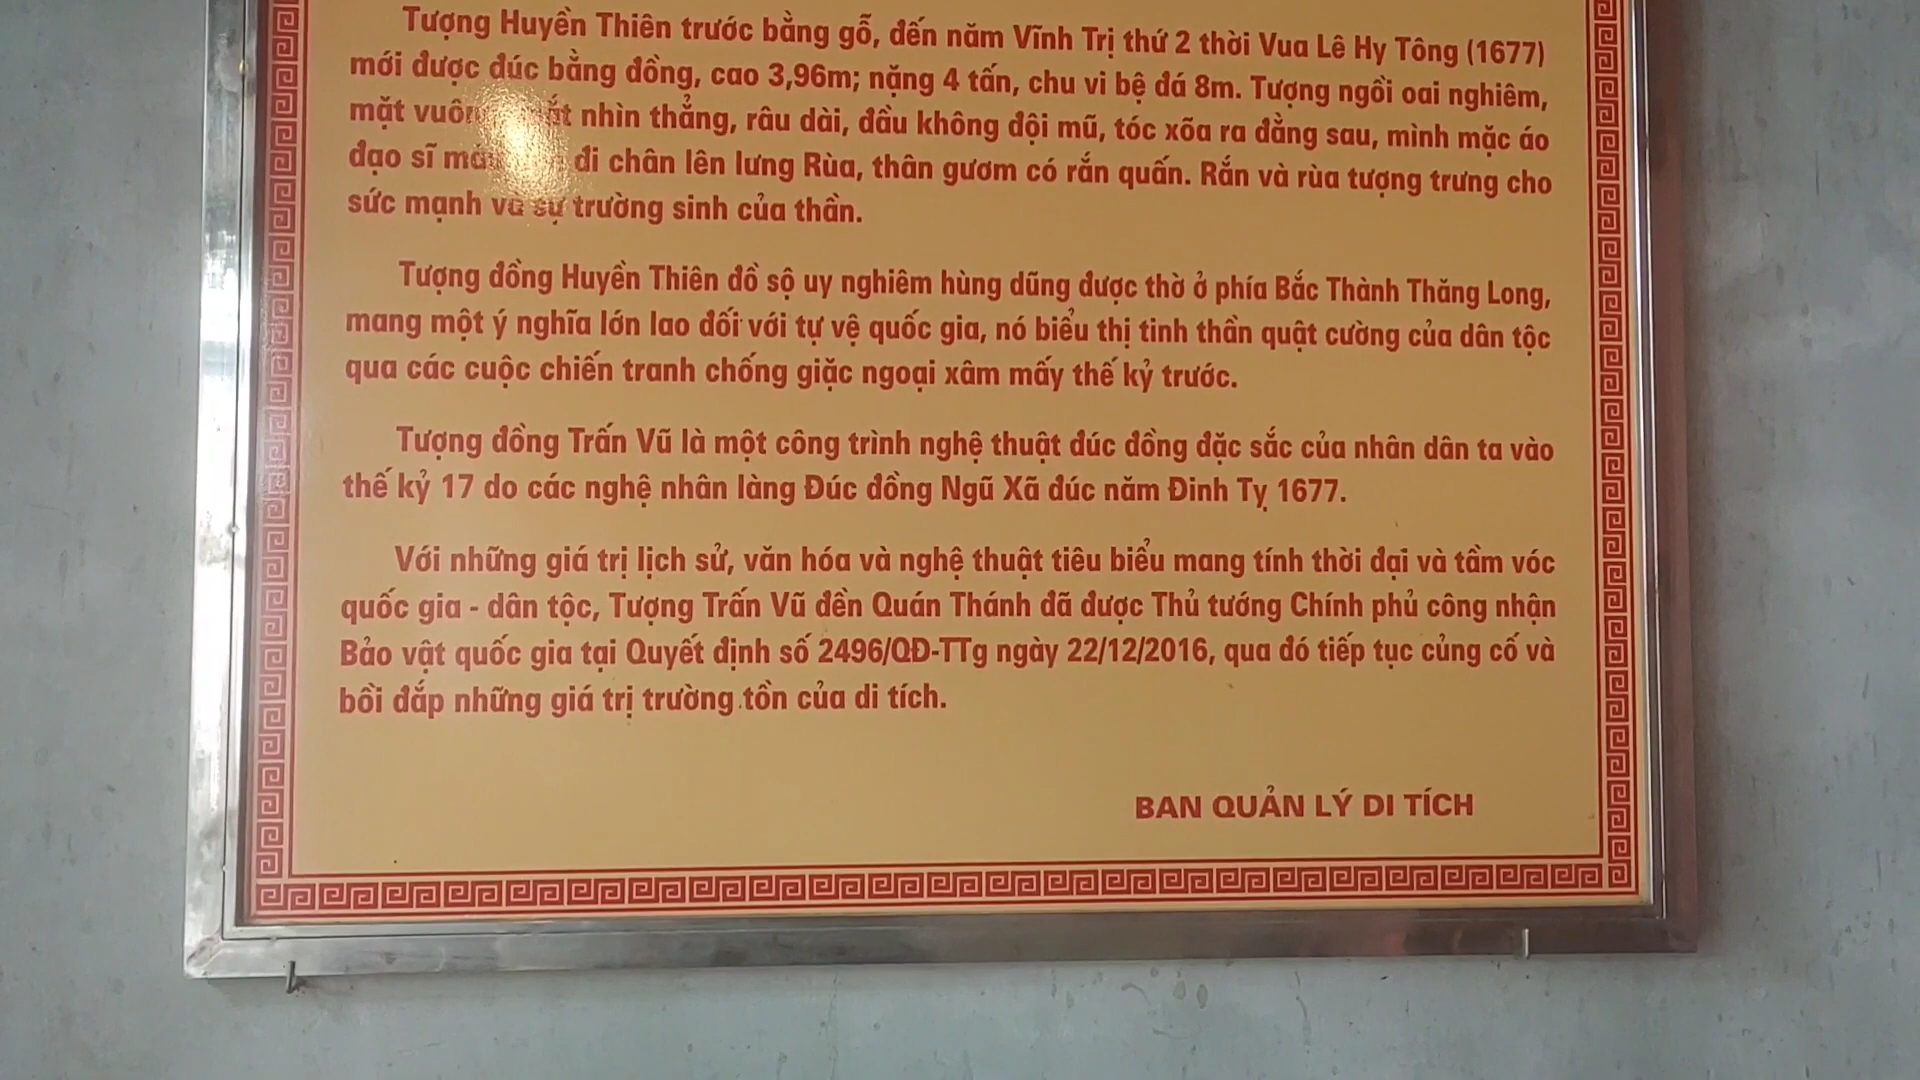 Tượng Huyền Thiên trước bằng gỗ, đến năm Vĩnh Trị thứ 2 thời Vua Lê Hy Tông (1677)
mới được đúc bằng đồng, cao 3,96m; nặng 4 tấn, chu vi bệ đá 8m. Tượng ngồi oai nghiêm,
mặt nhìn thẳng, râu dài, đầu không đội mũ, tóc xõa ra đằng sau, mình mặc áo
đạo sĩ đi chân lên lưng Rùa, thân gươm có rắn quấn. Rắn và rùa tượng trưng cho
sức mạnh và sự trường sinh của thần.
Tượng đồng Huyền Thiên đồ sộ uy nghiêm hùng dũng được thờ ở phía Bắc Thành Thăng Long,
mang một ý nghĩa lớn lao đối với tự vệ quốc gia, nó biểu thị tinh thần quật cường của dân tộc
qua các cuộc chiến tranh chống giặc ngoại xâm mấy thế kỷ trước.
Tượng đồng Trấn Vũ là một công trình nghệ thuật đúc đồng đặc sắc của nhân dân ta vào
thế kỷ 17 do các nghệ nhân làng Đúc đồng Ngũ Xã đúc năm Đinh Tỵ 1677.
Với những giá trị lịch sử, văn hóa và nghệ thuật tiêu biểu mang tính thời đại và tầm vóc
quốc gia - dân tộc, Tượng Trấn Vũ đền Quán Thánh đã được Thủ tướng Chính phủ công nhận
Bảo vật quốc gia tại Quyết định số 2496/QĐ-TTg ngày 22/12/2016, qua đó tiếp tục củng cố và
bồi đắp những giá trị trường tồn của di tích.
BAN QUẢN LÝ DI TÍCH